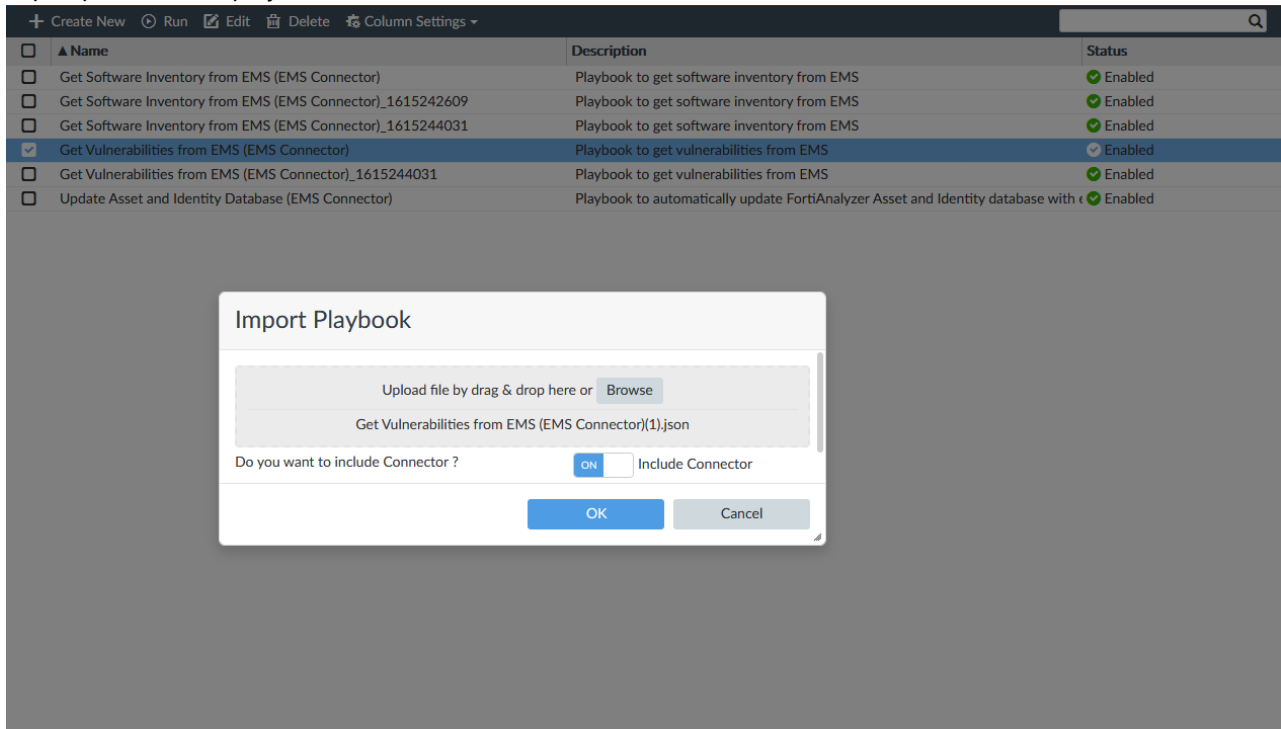 Create New Run Edit Delete Column Settings
Name Description Status
Get Software Inventory from EMS (EMS Connector) Playbook to get software inventory from EMS Enabled
Get Software Inventory from EMS (EMS Connector)_1615242609 Playbook to get software inventory from EMS Enabled
Get Software Inventory from EMS (EMS Connector)_1615244031 Playbook to get software inventory from EMS Enabled
Get Vulnerabilities from EMS (EMS Connector) Playbook to get vulnerabilities from EMS Enabled
Get Vulnerabilities from EMS (EMS Connector)_1615244031 Playbook to get vulnerabilities from EMS Enabled
Update Asset and Identity Database (EMS Connector) Playbook to automatically update FortiAnalyzer Asset and Identity database with Enabled
Import Playbook
Upload file by drag & drop here or Browse
Get Vulnerabilities from EMS (EMS Connector)(1).json
Do you want to include Connector ? ON Include Connector
OK Cancel